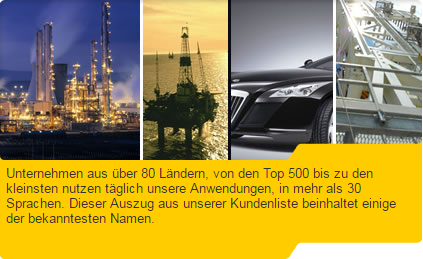 Unternehmen aus über 80 Ländern, von den Top 500 bis zu den
kleinsten nutzen täglich unsere Anwendungen, in mehr als 30
Sprachen. Dieser Auszug aus unserer Kundenliste beinhaltet einige
der bekanntesten Namen.